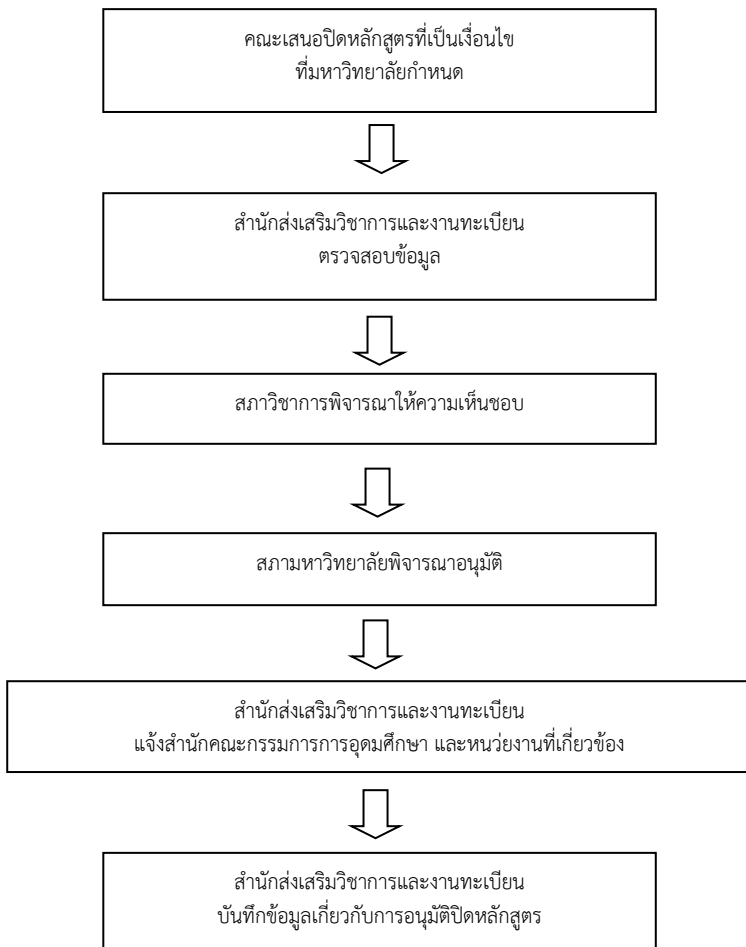 คณะเสนอปิดหลักสูตรที่เป็นเงื่อนไข
ที่มหาวิทยาลัยกำหนด
สำนักส่งเสริมวิชาการและงานทะเบียน
ตรวจสอบข้อมูล
สภาวิชาการพิจารณาให้ความเห็นชอบ
สภามหาวิทยาลัยพิจารณาอนุมัติ
สำนักส่งเสริมวิชาการและงานทะเบียน
แจ้งสำนักคณะกรรมการการอุดมศึกษา และหนว่ยงานที่เกี่ยวข้อง
สำนักส่งเสริมวิชาการและงานทะเบียน
บันทึกข้อมูลเกี่ยวกับการอนุมัติปิดหลักสูตร